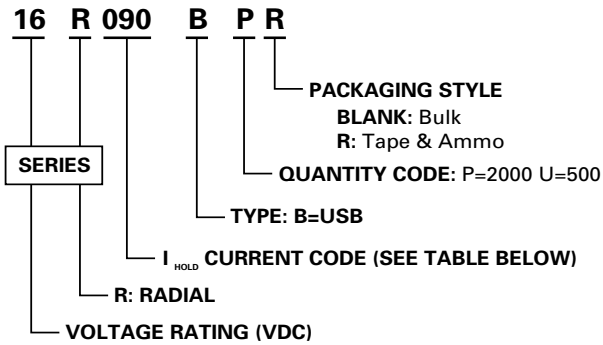 16 R 090 B P R
PACKAGING STYLE
BLANK: Bulk
R: Tape & Ammo
SERIES
QUANTITY CODE: P=2000 U=500
TYPE: B=USB
I HOLD CURRENT CODE (SEE TABLE BELOW)
R: RADIAL
VOLTAGE RATING (VDC)